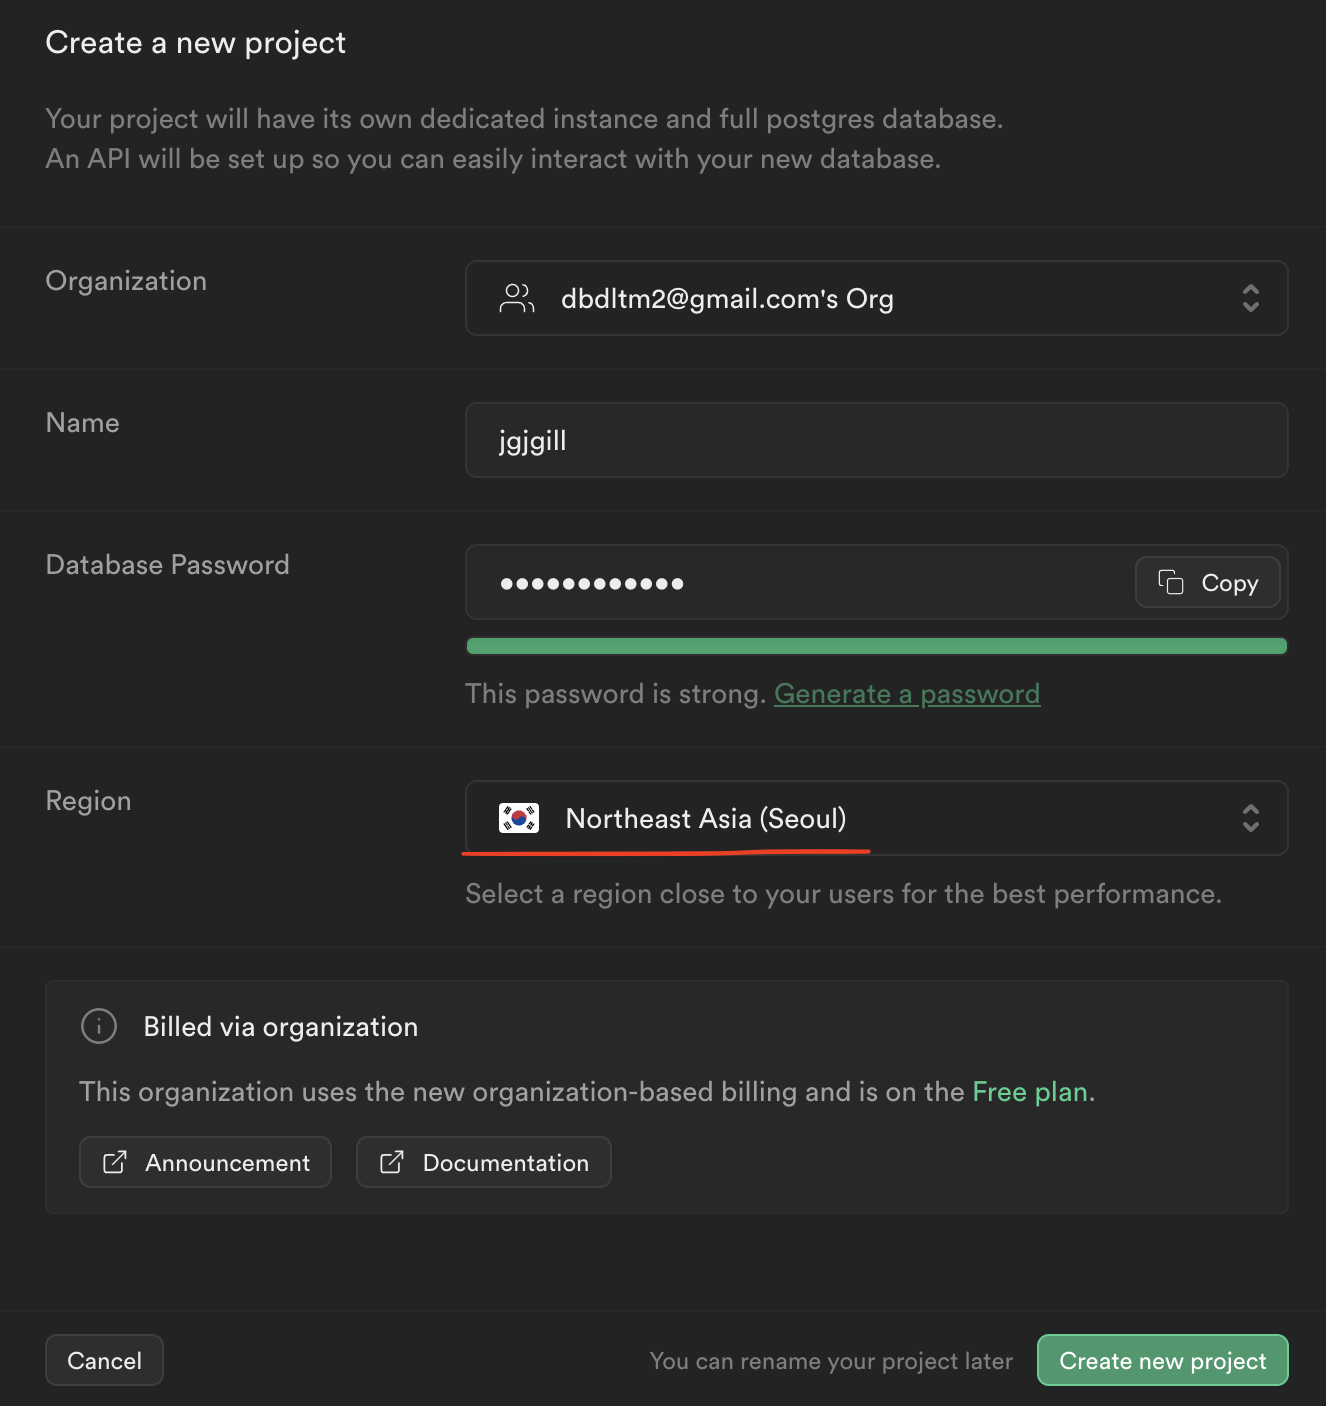 Create a new project
Your project will have its own dedicated instance and full postgres database.
An API will be set up so you can easily interact with your new database.
Organization
dbdltm2@gmail.com's Org
Name
jgjgill
Database Password
••••••••••••
Copy
This password is strong. Generate a password
Region
Northeast Asia (Seoul)
Select a region close to your users for the best performance.
Billed via organization
This organization uses the new organization-based billing and is on the Free plan.
Announcement
Documentation
Cancel
You can rename your project later
Create new project